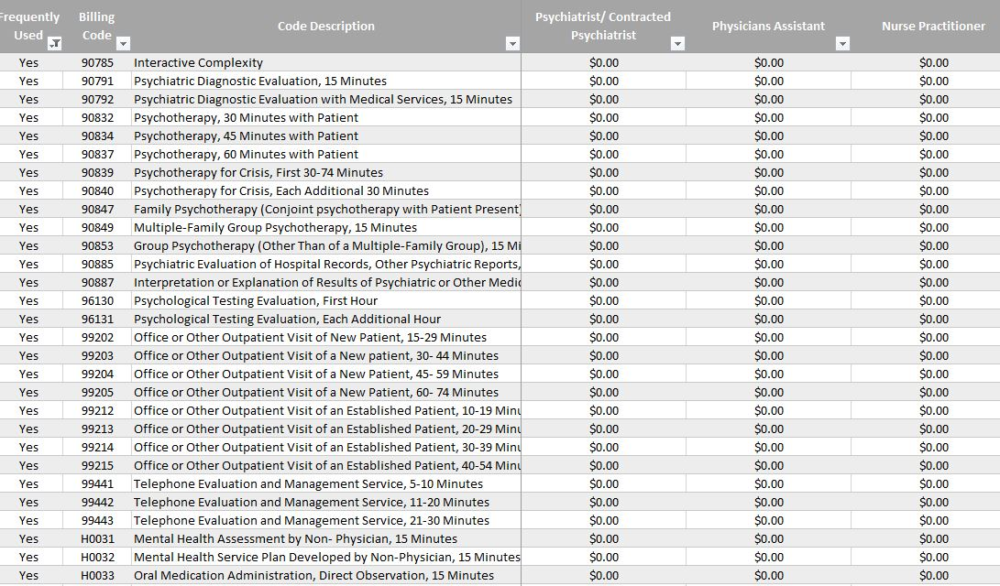 Frequently Used Billing Code Code Description Psychiatrist/ Contracted Psychiatrist Physicians Assistant Nurse Practitioner
Yes 90785 Interactive Complexity $0.00 $0.00 $0.00
Yes 90791 Psychiatric Diagnostic Evaluation, 15 Minutes $0.00 $0.00 $0.00
Yes 90792 Psychiatric Diagnostic Evaluation with Medical Services, 15 Minutes $0.00 $0.00 $0.00
Yes 90832 Psychotherapy, 30 Minutes with Patient $0.00 $0.00 $0.00
Yes 90834 Psychotherapy, 45 Minutes with Patient $0.00 $0.00 $0.00
Yes 90837 Psychotherapy, 60 Minutes with Patient $0.00 $0.00 $0.00
Yes 90839 Psychotherapy for Crisis, First 30-74 Minutes $0.00 $0.00 $0.00
Yes 90840 Psychotherapy for Crisis, Each Additional 30 Minutes $0.00 $0.00 $0.00
Yes 90847 Family Psychotherapy (Conjoint psychotherapy with Patient Present) $0.00 $0.00 $0.00
Yes 90849 Multiple-Family Group Psychotherapy, 15 Minutes $0.00 $0.00 $0.00
Yes 90853 Group Psychotherapy (Other Than of a Multiple-Family Group), 15 Mi $0.00 $0.00 $0.00
Yes 90885 Psychiatric Evaluation of Hospital Records, Other Psychiatric Reports, $0.00 $0.00 $0.00
Yes 90887 Interpretation or Explanation of Results of Psychiatric or Other Medic $0.00 $0.00 $0.00
Yes 96130 Psychological Testing Evaluation, First Hour $0.00 $0.00 $0.00
Yes 96131 Psychological Testing Evaluation, Each Additional Hour $0.00 $0.00 $0.00
Yes 99202 Office or Other Outpatient Visit of New Patient, 15-29 Minutes $0.00 $0.00 $0.00
Yes 99203 Office or Other Outpatient Visit of a New patient, 30- 44 Minutes $0.00 $0.00 $0.00
Yes 99204 Office or Other Outpatient Visit of a New Patient, 45- 59 Minutes $0.00 $0.00 $0.00
Yes 99205 Office or Other Outpatient Visit of a New Patient, 60- 74 Minutes $0.00 $0.00 $0.00
Yes 99212 Office or Other Outpatient Visit of an Established Patient, 10-19 Minu $0.00 $0.00 $0.00
Yes 99213 Office or Other Outpatient Visit of an Established Patient, 20-29 Minu $0.00 $0.00 $0.00
Yes 99214 Office or Other Outpatient Visit of an Established Patient, 30-39 Minu $0.00 $0.00 $0.00
Yes 99215 Office or Other Outpatient Visit of an Established Patient, 40-54 Minu $0.00 $0.00 $0.00
Yes 99441 Telephone Evaluation and Management Service, 5-10 Minutes $0.00 $0.00 $0.00
Yes 99442 Telephone Evaluation and Management Service, 11-20 Minutes $0.00 $0.00 $0.00
Yes 99443 Telephone Evaluation and Management Service, 21-30 Minutes $0.00 $0.00 $0.00
Yes H0031 Mental Health Assessment by Non- Physician, 15 Minutes $0.00 $0.00 $0.00
Yes H0032 Mental Health Service Plan Developed by Non-Physician, 15 Minutes $0.00 $0.00 $0.00
Yes H0033 Oral Medication Administration, Direct Observation, 15 Minutes $0.00 $0.00 $0.00